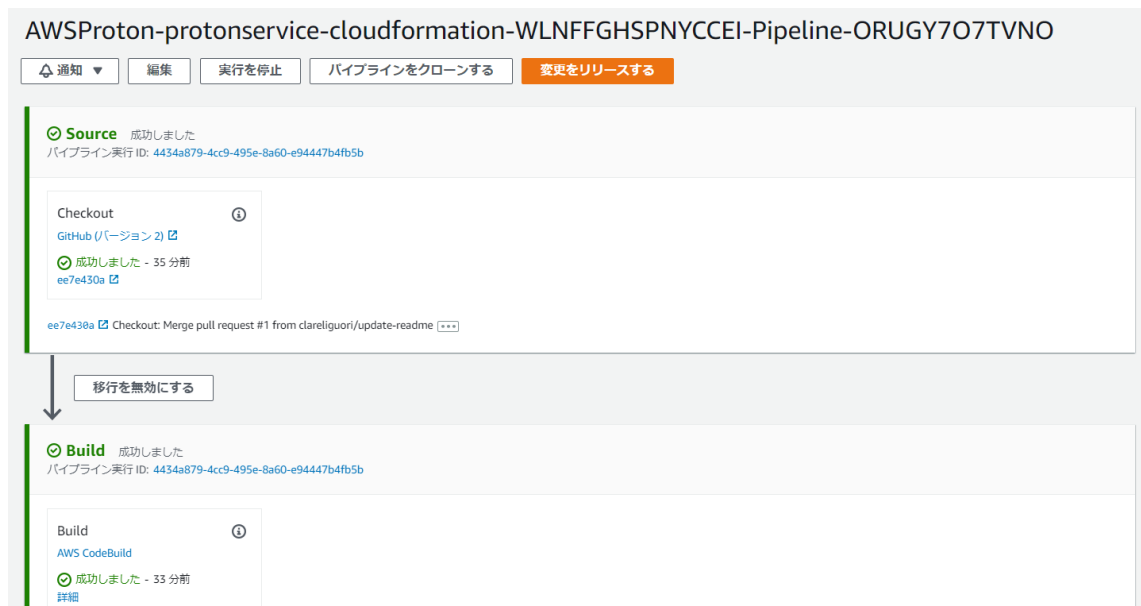 AWSProton-protonservice-cloudformation-WLNFFGHSPNYCCEI-Pipeline-ORUGY7O7TVNO
通知 ▼ 編集 実行を停止 パイプラインをクローンする 変更をリリースする
Source 成功しました
パイプライン実行 ID: 4434a879-4cc9-495e-8a60-e94447b4fb5b
Checkout
GitHub (バージョン 2)
成功しました - 35 分前
ee7e430a
ee7e430a Checkout: Merge pull request #1 from clareliguori/update-readme
移行を無効にする
Build 成功しました
パイプライン実行 ID: 4434a879-4cc9-495e-8a60-e94447b4fb5b
Build
AWS CodeBuild
成功しました - 33 分前
詳細